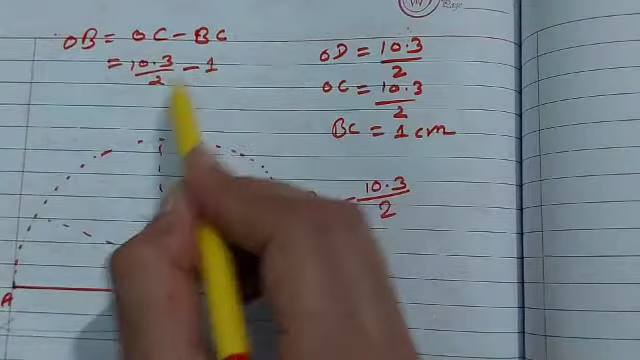 OB = OC - BC
= 10.3/2 - 1
OD = 10.3/2
OC = 10.3/2
BC = 1 cm
10.3/2
A
Page